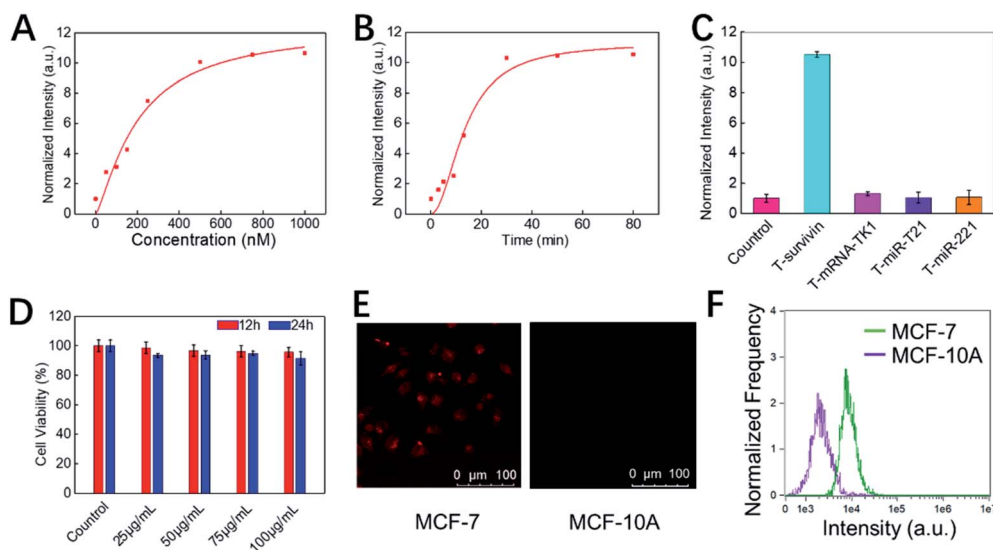 A
Normalized Intensity (a.u.)
12
10
8
6
4
2
0
0 200 400 600 800 1000
Concentration (nM)
B
Normalized Intensity (a.u.)
12
10
8
6
4
2
0
0 20 40 60 80
Time (min)
C
Normalized Intensity (a.u.)
12
10
8
6
4
2
0
Countrol
T-survivin
T-mRNA-TK1
T-miR-T21
T-miR-221
D
Cell Viability (%)
120
100
80
60
40
20
0
12h 24h
Countrol
25μg/mL
50μg/mL
75μg/mL
100μg/mL
E
0 μm 100
0 μm 100
MCF-7
MCF-10A
F
Normalized Frequency
4
3
2
1
0
MCF-7
MCF-10A
0 1e3 1e4 1e5 1e6 1e7
Intensity (a.u.)